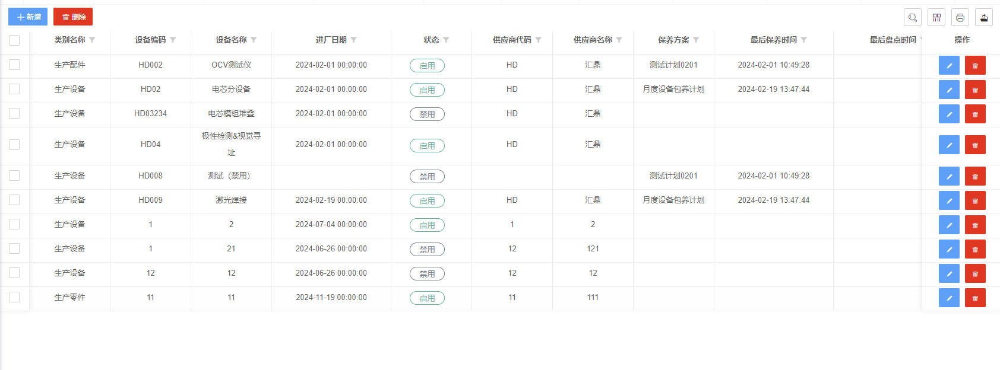 新增 删除
类别名称 设备编码 设备名称 进厂日期 状态 供应商代码 供应商名称 保养方案 最后保养时间 最后盘点时间 操作
生产配件 HD002 OCV测试仪 2024-02-01 00:00:00 启用 HD 汇鼎 测试计划0201 2024-02-01 10:49:28
生产设备 HD02 电芯分设备 2024-02-01 00:00:00 启用 HD 汇鼎 月度设备包养计划 2024-02-19 13:47:44
生产设备 HD03234 电芯模组堆叠 2024-02-01 00:00:00 禁用 HD 汇鼎
生产设备 HD04 极性检测&视觉寻址 2024-02-01 00:00:00 启用 HD 汇鼎
生产设备 HD008 测试（禁用） 禁用 测试计划0201 2024-02-01 10:49:28
生产设备 HD009 激光焊接 2024-02-19 00:00:00 启用 HD 汇鼎 月度设备包养计划 2024-02-19 13:47:44
生产设备 1 2 2024-07-04 00:00:00 启用 1 2
生产设备 1 21 2024-06-26 00:00:00 禁用 12 121
生产设备 12 12 2024-06-26 00:00:00 禁用 12 12
生产零件 11 11 2024-11-19 00:00:00 启用 11 111